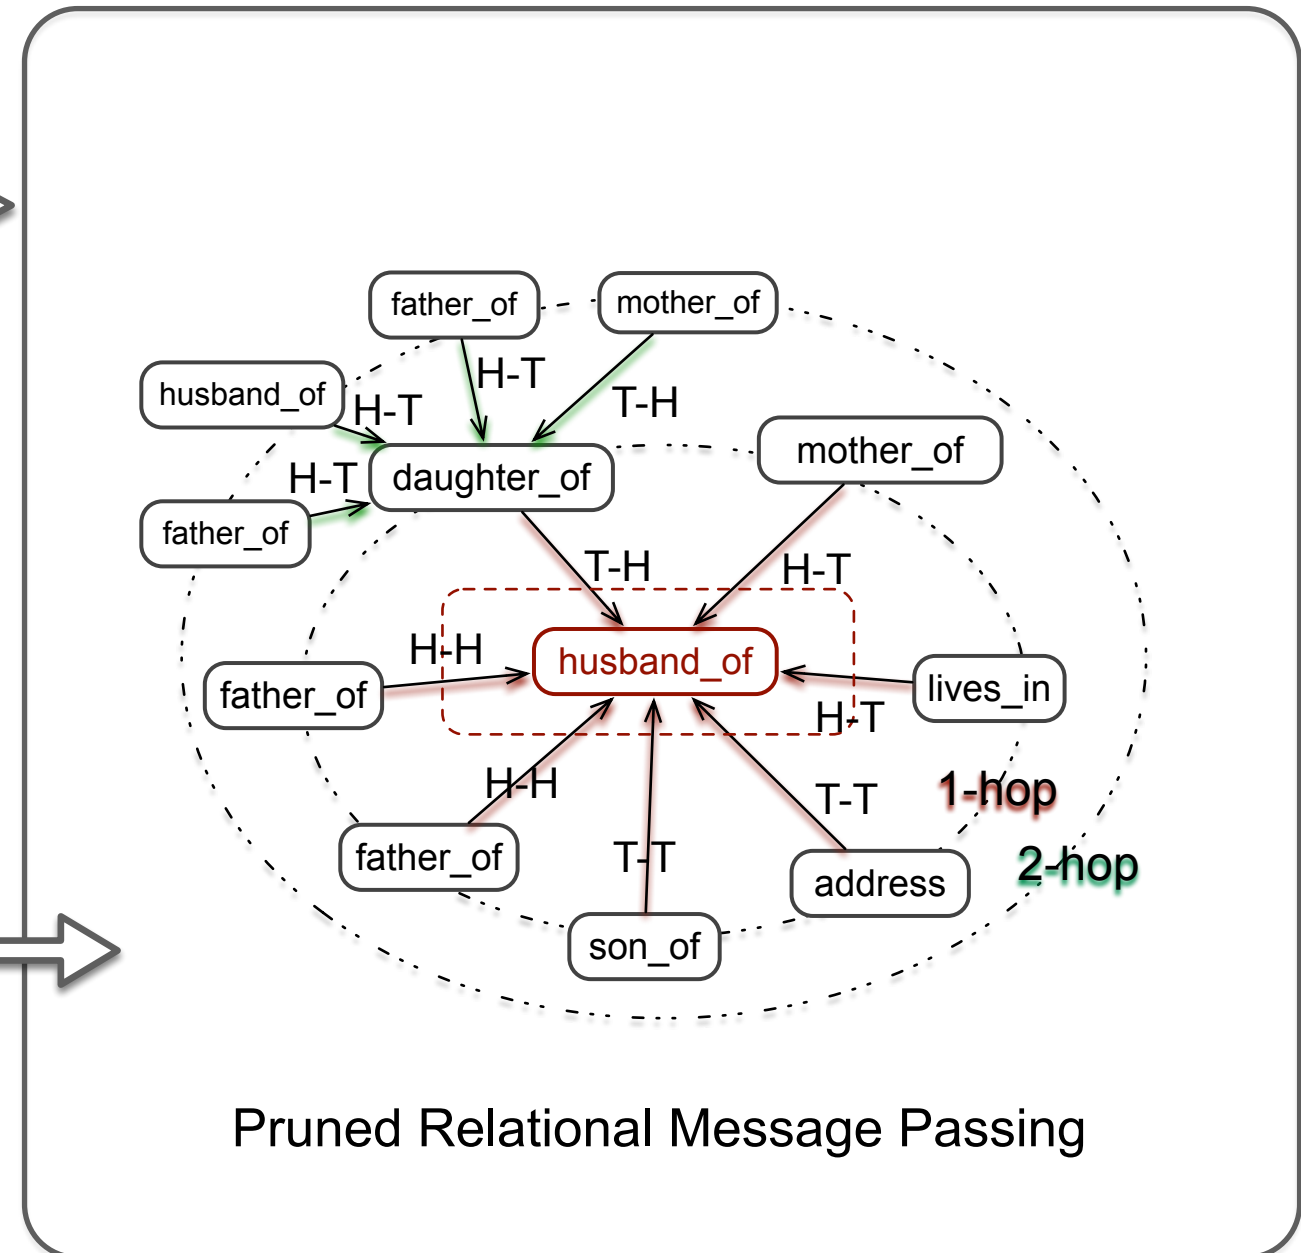 father_of
mother_of
H-T
husband_of
H-T
T-H
mother_of
H-T
daughter_of
father_of
T-H
H-T
H-H
husband_of
father_of
lives_in
H-T
H-H
T-T
1-hop
father_of
T-T
2-hop
address
son_of
Pruned Relational Message Passing